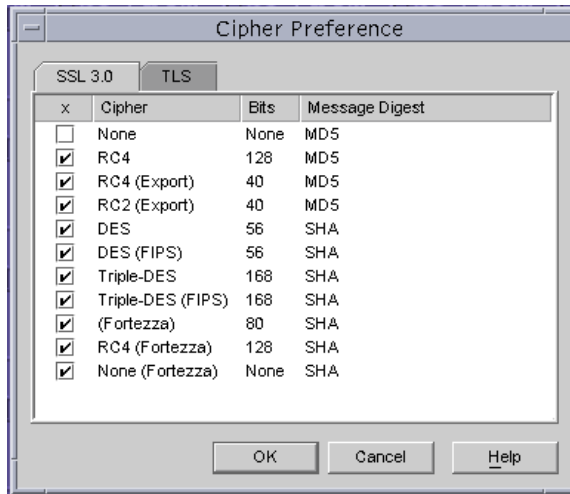 Cipher Preference
SSL 3.0 TLS
x Cipher Bits Message Digest
None None MD5
RC4 128 MD5
RC4 (Export) 40 MD5
RC2 (Export) 40 MD5
DES 56 SHA
DES (FIPS) 56 SHA
Triple-DES 168 SHA
Triple-DES (FIPS) 168 SHA
(Fortezza) 80 SHA
RC4 (Fortezza) 128 SHA
None (Fortezza) None SHA
OK Cancel Help